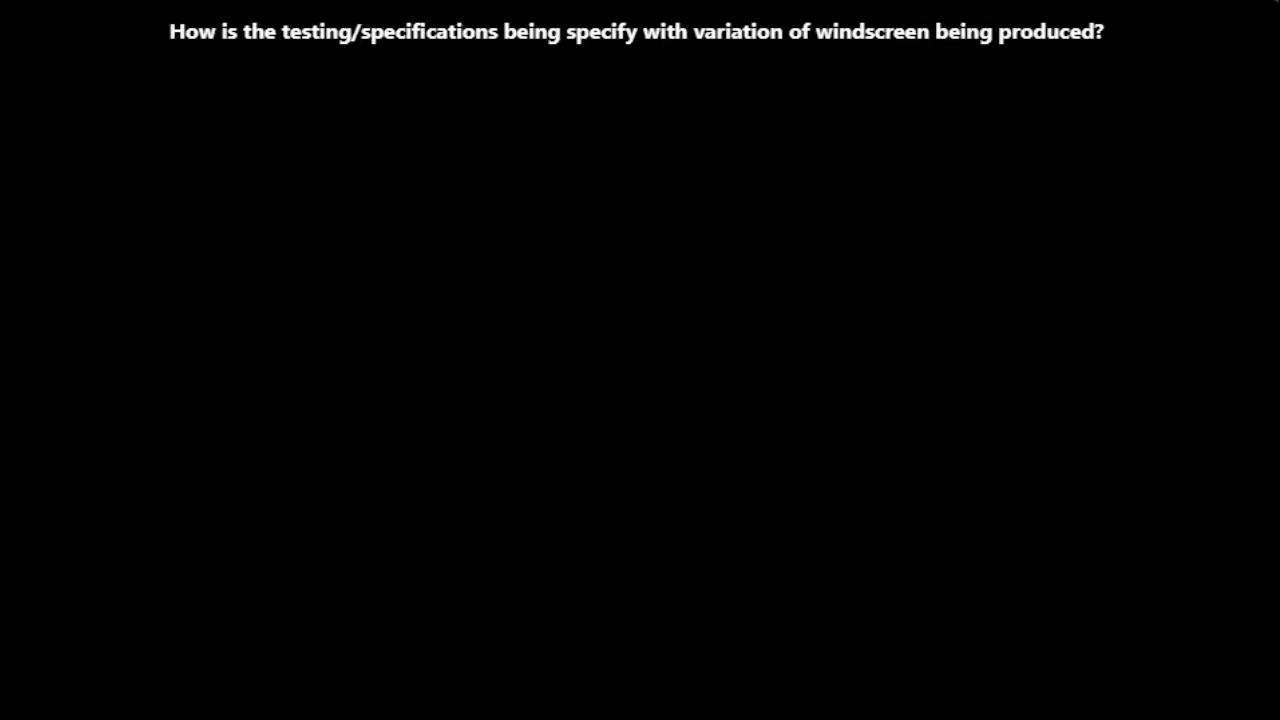 How is the testing/specifications being specify with variation of windscreen being produced?